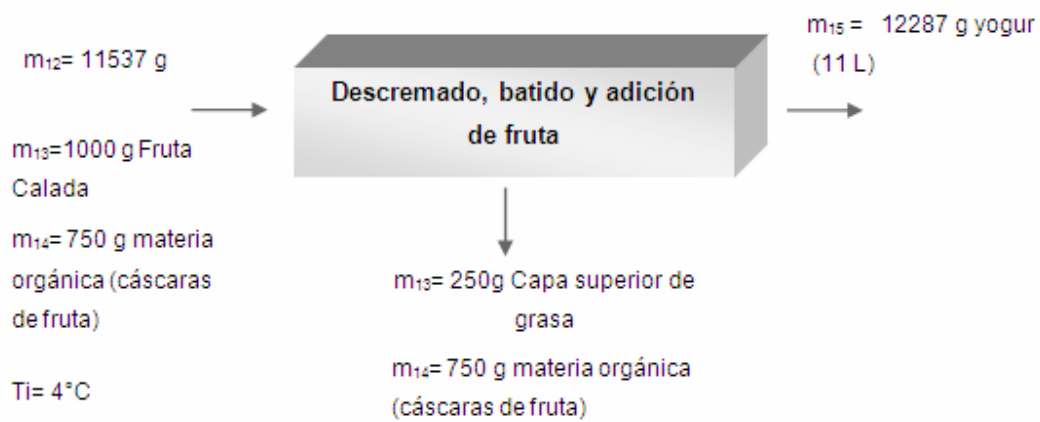 m₁₂= 11537 g
m₁₃=1000 g Fruta
Calada
m₁₄= 750 g materia
orgánica (cáscaras
de fruta)
Ti= 4°C
Descremado, batido y adición
de fruta
m₁₃= 250g Capa superior de
grasa
m₁₄= 750 g materia orgánica
(cáscaras de fruta)
m₁₅ = 12287 g yogur
(11 L)